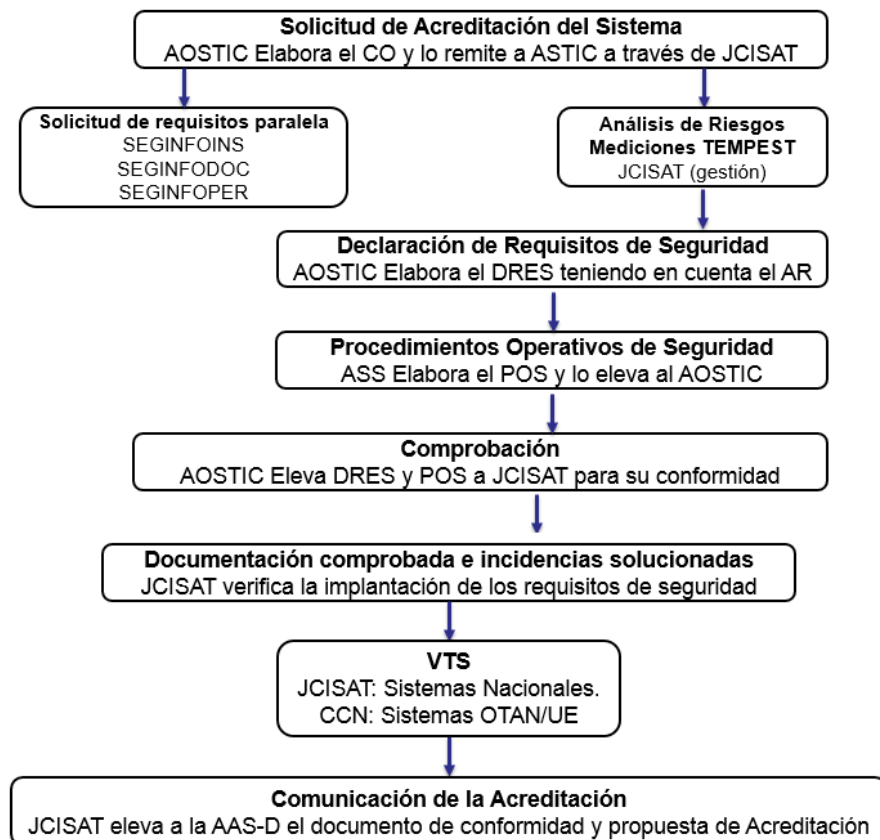 Solicitud de Acreditación del Sistema
AOSTIC Elabora el CO y lo remite a ASTIC a través de JCISAT
Solicitud de requisitos paralela
SEGINFOINS
SEGINFODOC
SEGINFOPER
Análisis de Riesgos
Mediciones TEMPEST
JCISAT (gestión)
Declaración de Requisitos de Seguridad
AOSTIC Elabora el DRES teniendo en cuenta el AR
Procedimientos Operativos de Seguridad
ASS Elabora el POS y lo eleva al AOSTIC
Comprobación
AOSTIC Eleva DRES y POS a JCISAT para su conformidad
Documentación comprobada e incidencias solucionadas
JCISAT verifica la implantación de los requisitos de seguridad
VTS
JCISAT: Sistemas Nacionales.
CCN: Sistemas OTAN/UE
Comunicación de la Acreditación
JCISAT eleva a la AAS-D el documento de conformidad y propuesta de Acreditación